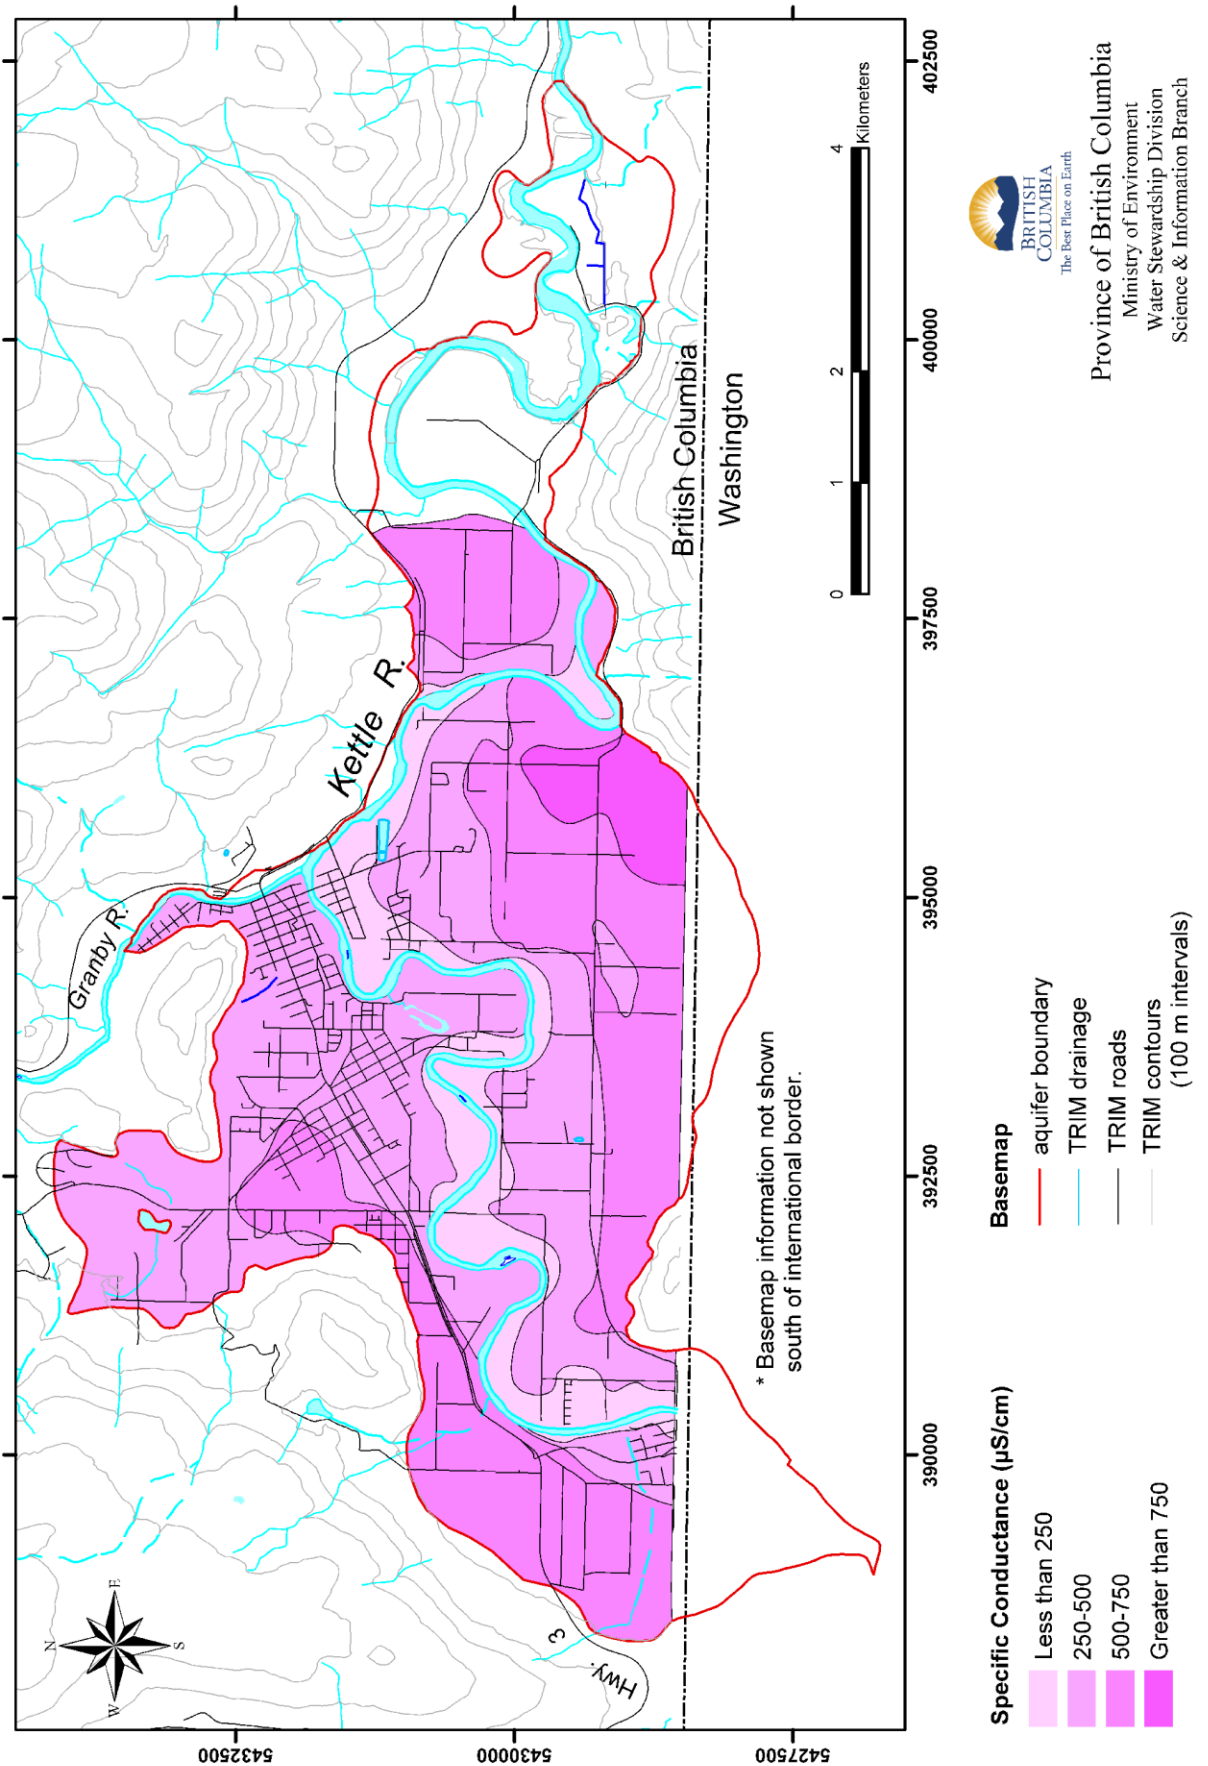 N
W
E
S
Granby R.
Kettle R.
Hwy. 3
British Columbia
Washington
* Basemap information not shown
south of international border.
0
1
2
4
Kilometers
5432500
5430000
5427500
390000
392500
395000
397500
400000
402500
Specific Conductance (µS/cm)
Less than 250
250-500
500-750
Greater than 750
Basemap
aquifer boundary
TRIM drainage
TRIM roads
TRIM contours
(100 m intervals)
BRITISH
COLUMBIA
The Best Place on Earth
Province of British Columbia
Ministry of Environment
Water Stewardship Division
Science & Information Branch